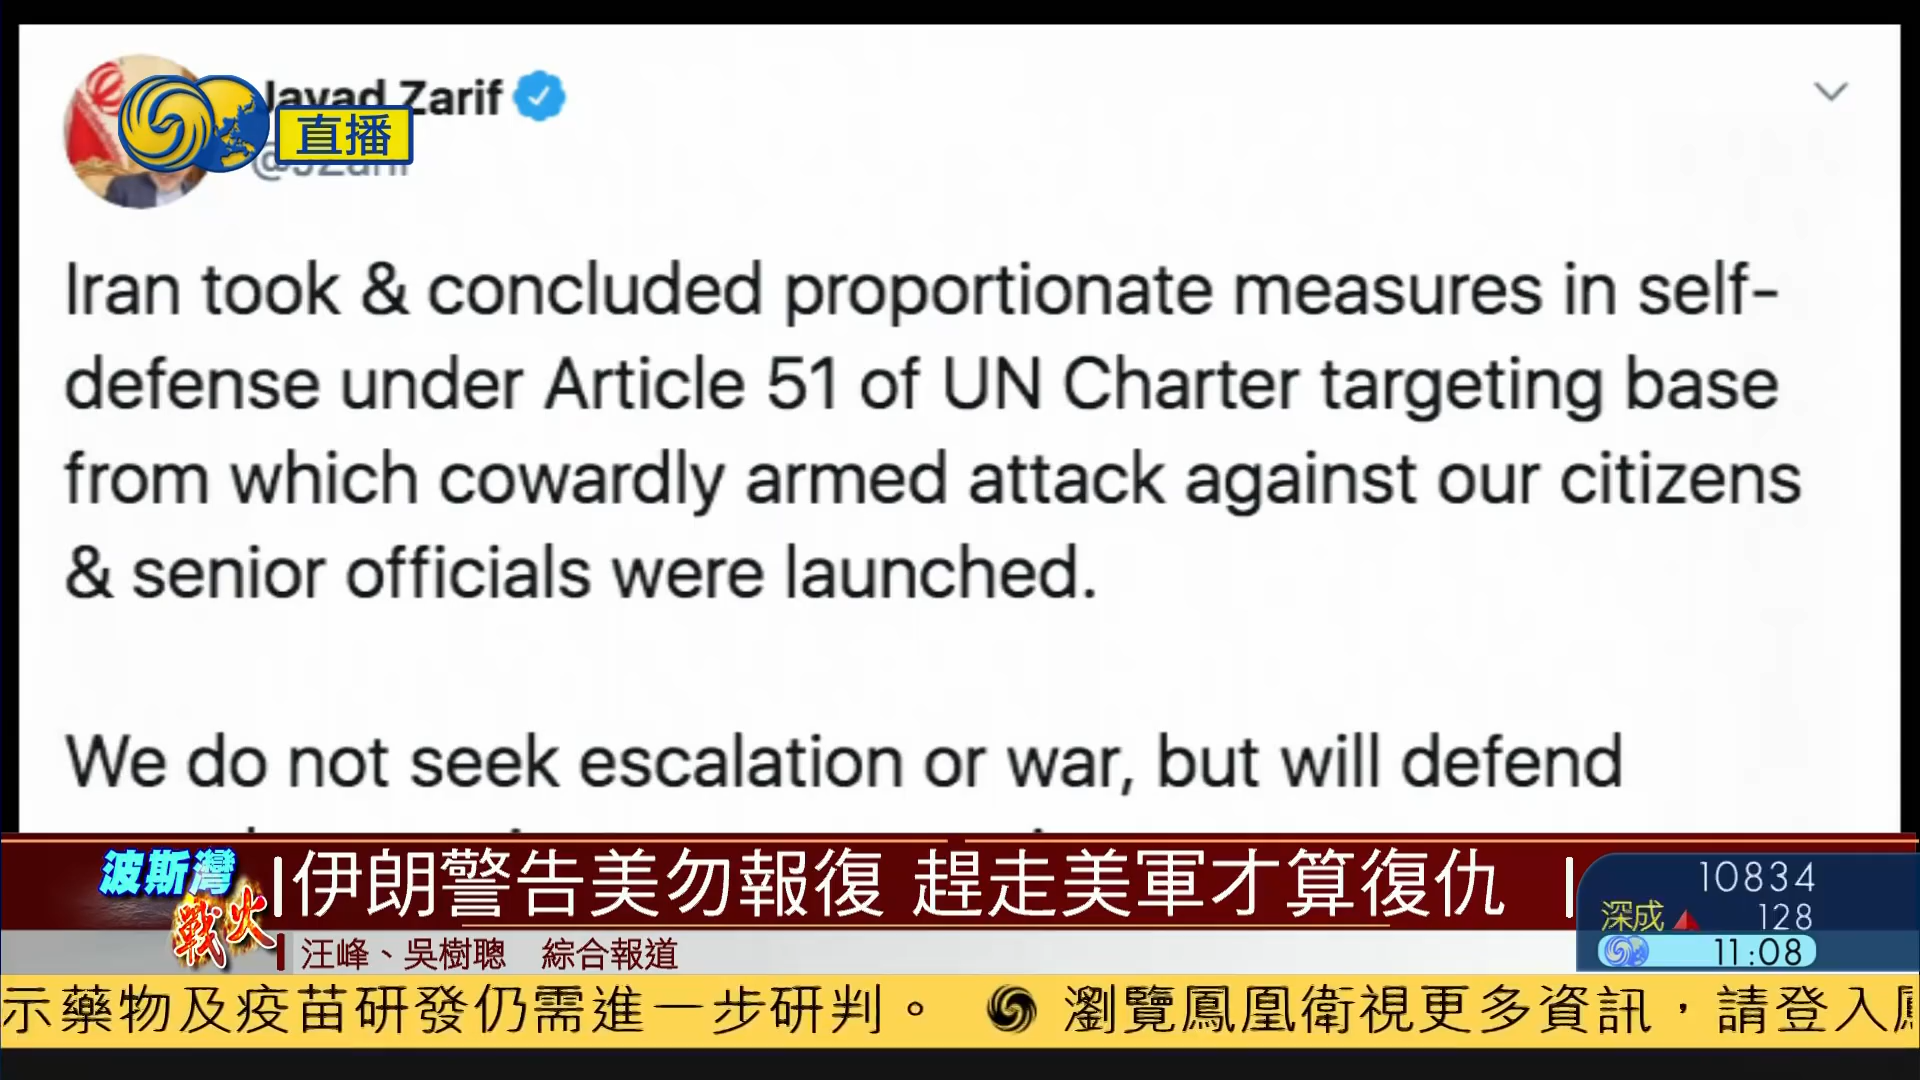 Javad Zarif
直播
@JZarif
Iran took & concluded proportionate measures in self-
defense under Article 51 of UN Charter targeting base
from which cowardly armed attack against our citizens
& senior officials were launched.
We do not seek escalation or war, but will defend
波斯灣
戰火
伊朗警告美勿報復 趕走美軍才算復仇
汪峰、吳樹聰 綜合報道
10834
深成 128
11:08
示藥物及疫苗研發仍需進一步研判。 瀏覽鳳凰衛視更多資訊，請登入